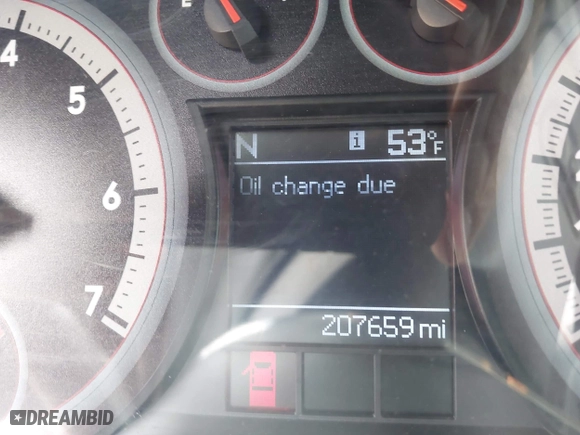 4
5
6
7
E
N i 53°F
Oil change due
207659 mi
DREAMBID